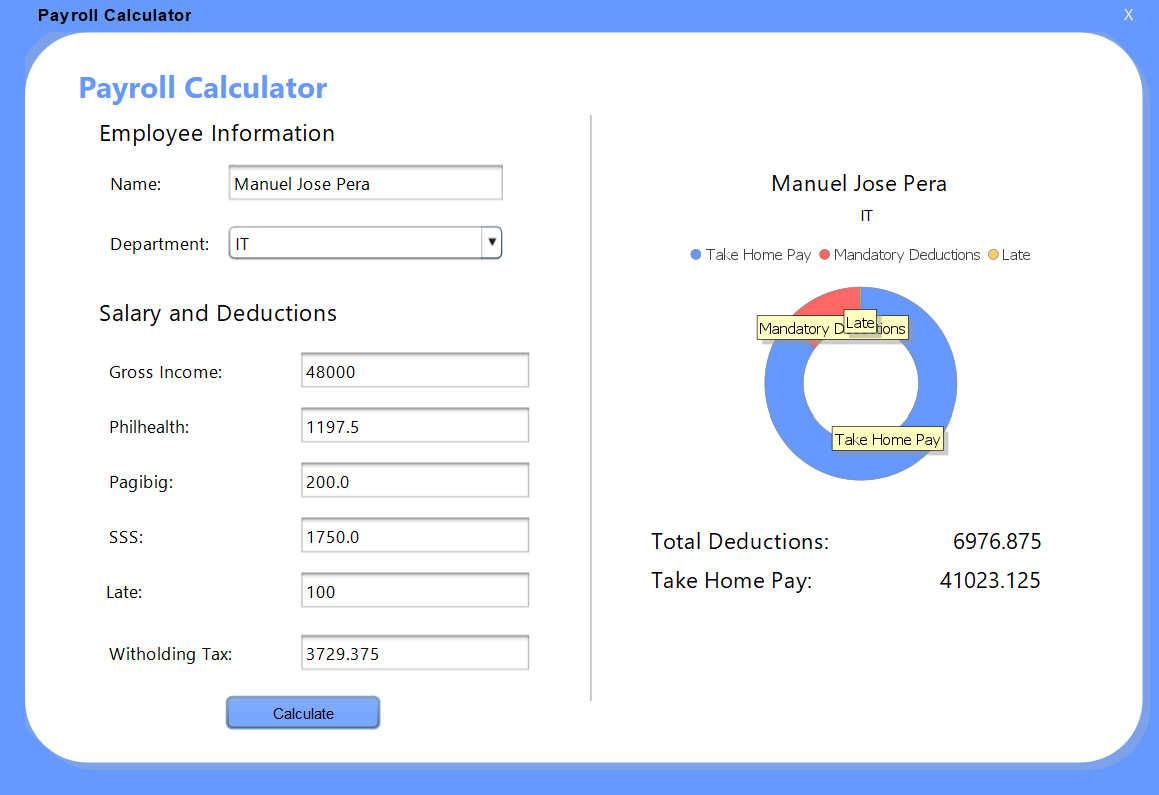 Payroll Calculator X
Payroll Calculator
Employee Information
Name: Manuel Jose Pera
Department: IT
Salary and Deductions
Gross Income: 48000
Philhealth: 1197.5
Pagibig: 200.0
SSS: 1750.0
Late: 100
Witholding Tax: 3729.375
Calculate
Manuel Jose Pera
IT
Take Home Pay Mandatory Deductions Late
Late
Mandatory Deductions
Take Home Pay
Total Deductions: 6976.875
Take Home Pay: 41023.125